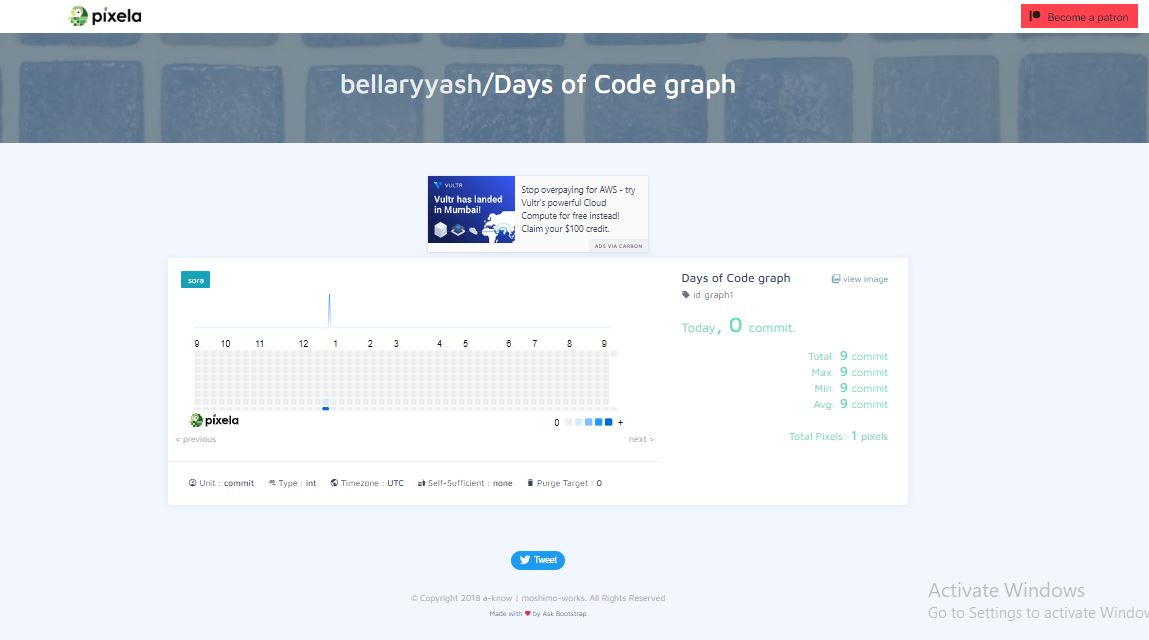 pixela
Become a patron
bellaryyash/Days of Code graph
VULTR
Vultr has landed
in Mumbai!
Stop overpaying for AWS - try
Vultr's powerful Cloud
Compute for free instead!
Claim your $100 credit.
ADS VIA CARBON
sora
9 10 11 12 1 2 3 4 5 6 7 8 9
pixela
0 +
< previous next >
Unit : commit Type : int Timezone : UTC Self-Sufficient : none Purge Target : 0
Days of Code graph view image
id:graph1
Today, 0 commit.
Total: 9 commit
Max: 9 commit
Min: 9 commit
Avg: 9 commit
Total Pixels: 1 pixels
Tweet
© Copyright 2018 a-know | moshimo-works. All Rights Reserved
Made with ❤ by Ask Bootstrap
Activate Windows
Go to Settings to activate Window